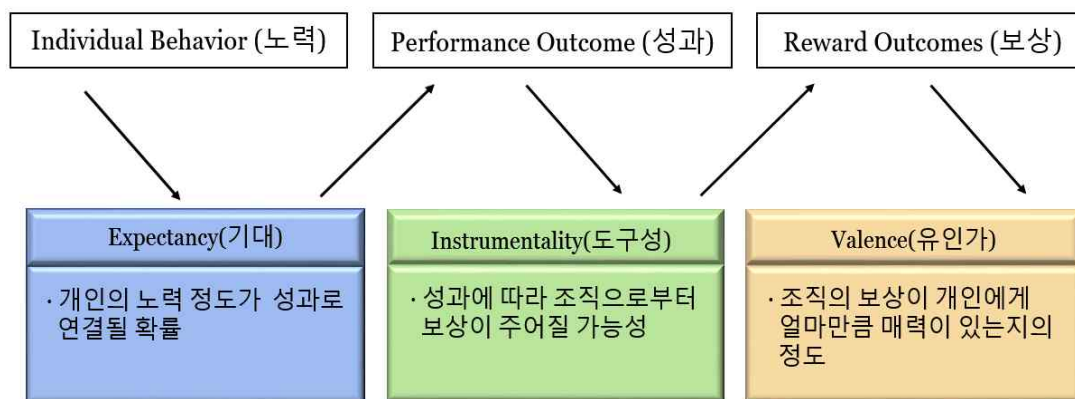 Individual Behavior (노력)
Performance Outcome (성과)
Reward Outcomes (보상)
Expectancy(기대)
· 개인의 노력 정도가 성과로
연결될 확률
Instrumentality(도구성)
· 성과에 따라 조직으로부터
보상이 주어질 가능성
Valence(유인가)
· 조직의 보상이 개인에게
얼마만큼 매력이 있는지의
정도